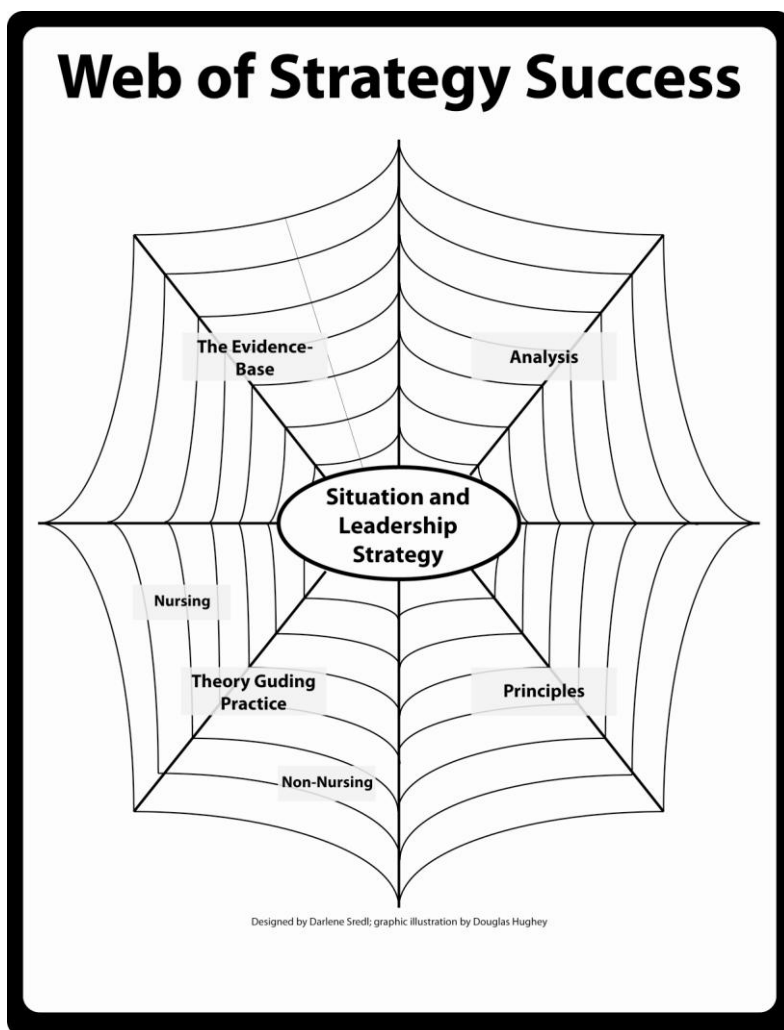 Web of Strategy Success
The Evidence-
Base
Analysis
Situation and
Leadership
Strategy
Nursing
Theory Guding
Practice
Principles
Non-Nursing
Designed by Darlene Sredl; graphic illustration by Douglas Hughey